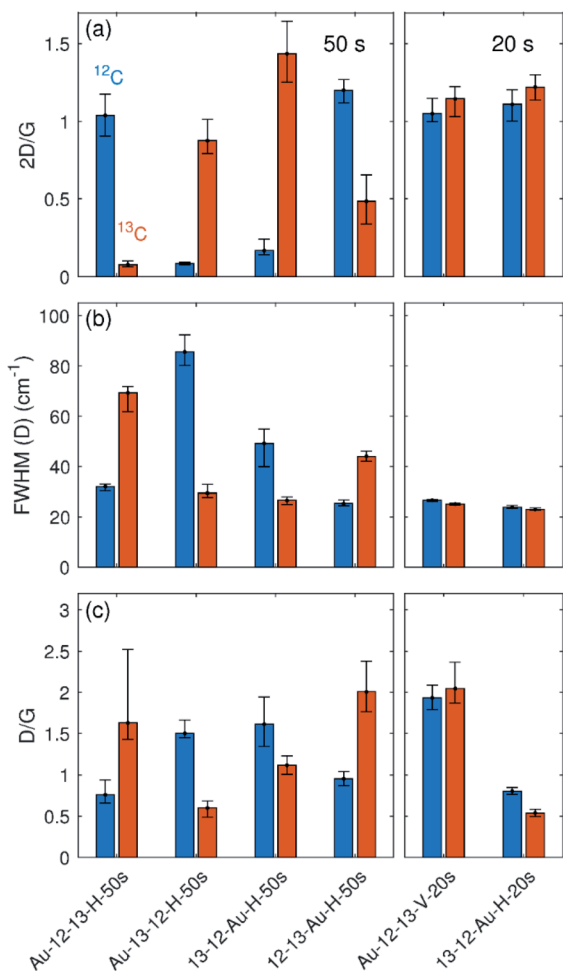 (a)
50 s
20 s
12C
13C
2D/G
1.5
1
0.5
0
(b)
FWHM (D) (cm-1)
100
80
60
40
20
0
(c)
D/G
3
2.5
2
1.5
1
0.5
0
Au-12-13-H-50s
Au-13-12-H-50s
13-12-Au-H-50s
12-13-Au-H-50s
Au-12-13-V-20s
13-12-Au-H-20s